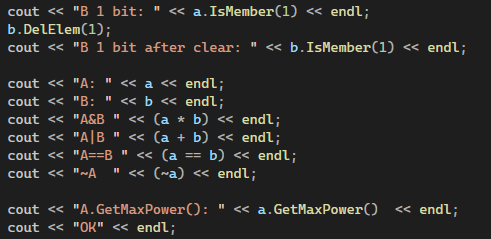 cout << "B 1 bit: " << a.IsMember(1) << endl;
b.DelElem(1);
cout << "B 1 bit after clear: " << b.IsMember(1) << endl;
cout << "A: " << a << endl;
cout << "B: " << b << endl;
cout << "A&B " << (a * b) << endl;
cout << "A|B " << (a + b) << endl;
cout << "A==B " << (a == b) << endl;
cout << "~A  " << (~a) << endl;
cout << "A.GetMaxPower(): " << a.GetMaxPower()  << endl;
cout << "OK" << endl;